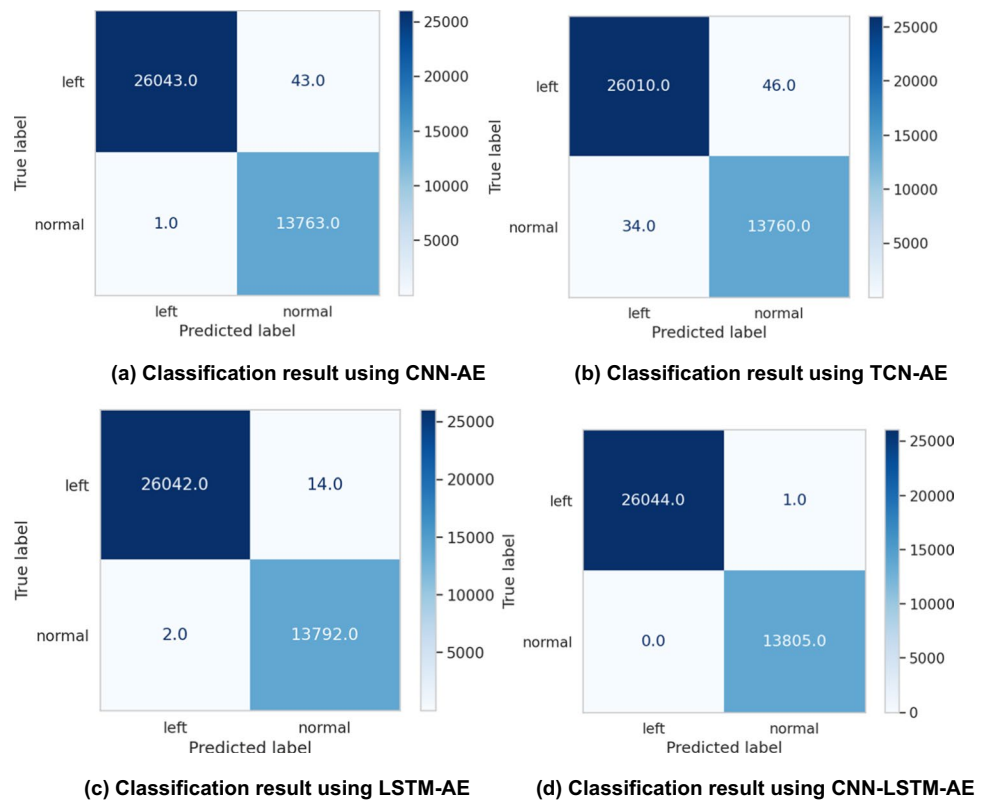 True label
left
26043.0
43.0
normal
1.0
13763.0
left
normal
Predicted label
25000
20000
15000
10000
5000
(a) Classification result using CNN-AE
True label
left
26010.0
46.0
normal
34.0
13760.0
left
normal
Predicted label
25000
20000
15000
10000
5000
(b) Classification result using TCN-AE
True label
left
26042.0
14.0
normal
2.0
13792.0
left
normal
Predicted label
25000
20000
15000
10000
5000
(c) Classification result using LSTM-AE
True label
left
26044.0
1.0
normal
0.0
13805.0
left
normal
Predicted label
25000
20000
15000
10000
5000
0
(d) Classification result using CNN-LSTM-AE